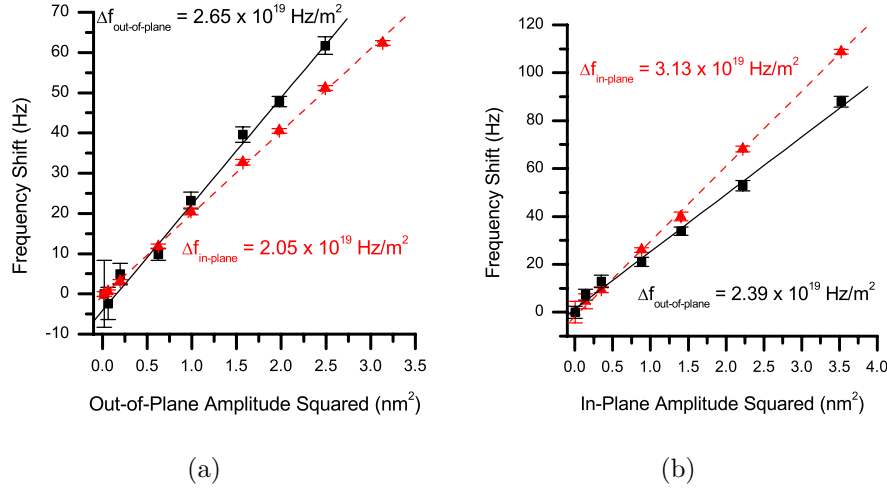 Δf_out-of-plane = 2.65 x 10^19 Hz/m^2
Δf_in-plane = 2.05 x 10^19 Hz/m^2
Frequency Shift (Hz)
70
60
50
40
30
20
10
0
-10
0.0 0.5 1.0 1.5 2.0 2.5 3.0 3.5
Out-of-Plane Amplitude Squared (nm^2)
(a)
Δf_in-plane = 3.13 x 10^19 Hz/m^2
Δf_out-of-plane = 2.39 x 10^19 Hz/m^2
Frequency Shift (Hz)
120
100
80
60
40
20
0
0.0 0.5 1.0 1.5 2.0 2.5 3.0 3.5 4.0
In-Plane Amplitude Squared (nm^2)
(b)